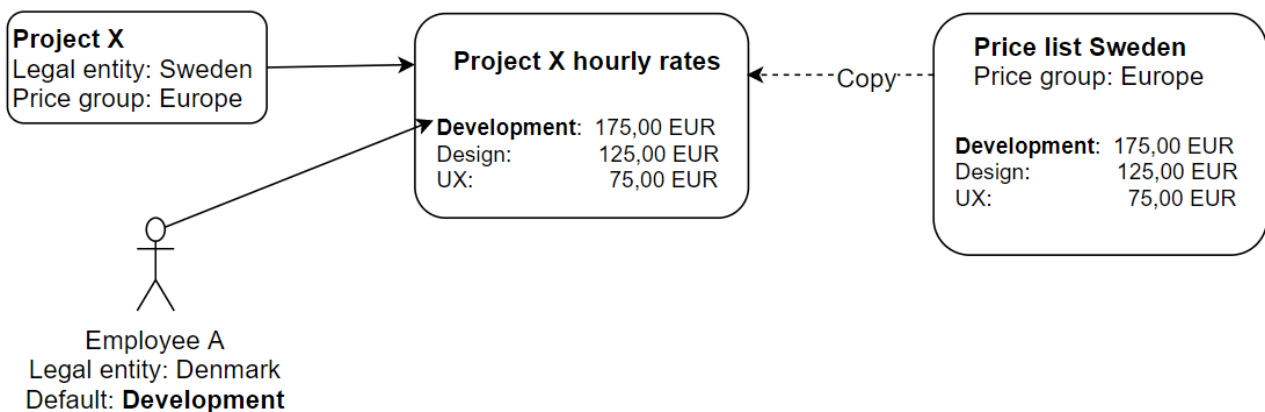 Project X
Legal entity: Sweden
Price group: Europe
Project X hourly rates
Development: 175,00 EUR
Design: 125,00 EUR
UX: 75,00 EUR
Copy
Price list Sweden
Price group: Europe
Development: 175,00 EUR
Design: 125,00 EUR
UX: 75,00 EUR
Employee A
Legal entity: Denmark
Default: Development